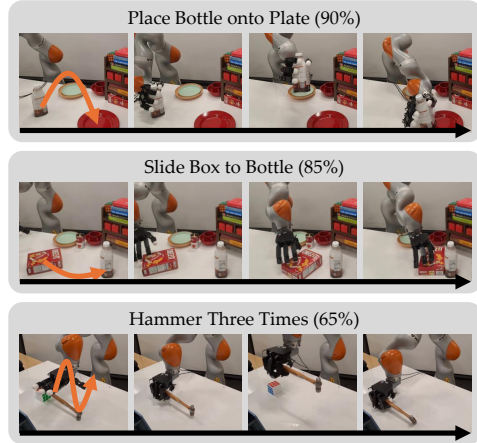 Place Bottle onto Plate (90%)
Slide Box to Bottle (85%)
Hammer Three Times (65%)